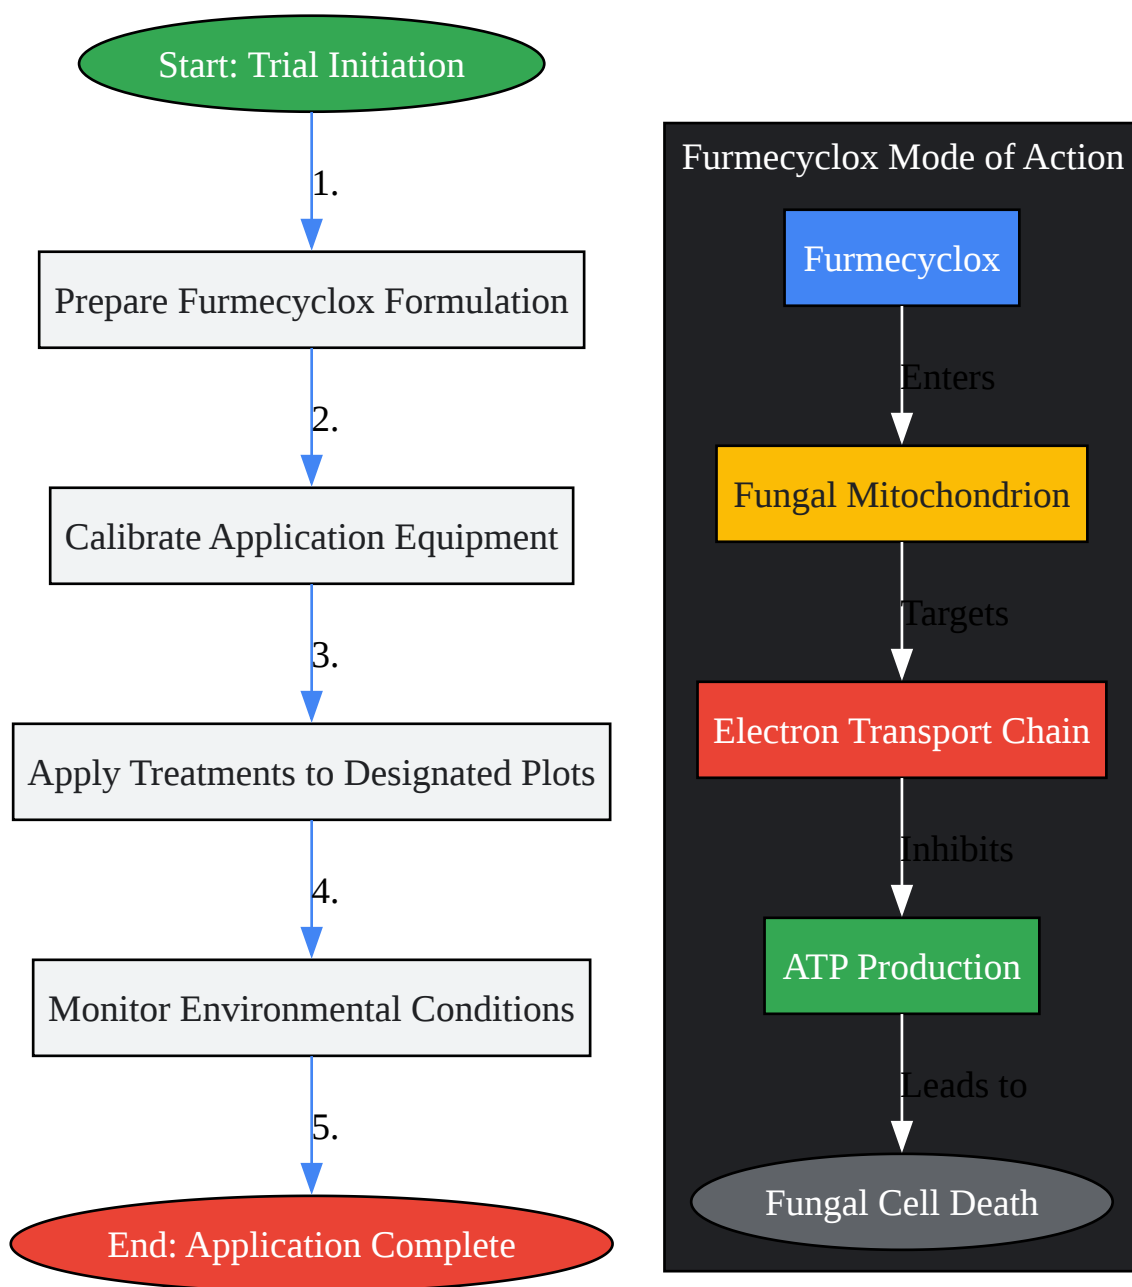 Start: Trial Initiation
1.
Prepare Furmecyclox Formulation
2.
Calibrate Application Equipment
3.
Apply Treatments to Designated Plots
4.
Monitor Environmental Conditions
5.
End: Application Complete
Furmecyclox Mode of Action
Furmecyclox
Enters
Fungal Mitochondrion
Targets
Electron Transport Chain
Inhibits
ATP Production
Leads to
Fungal Cell Death